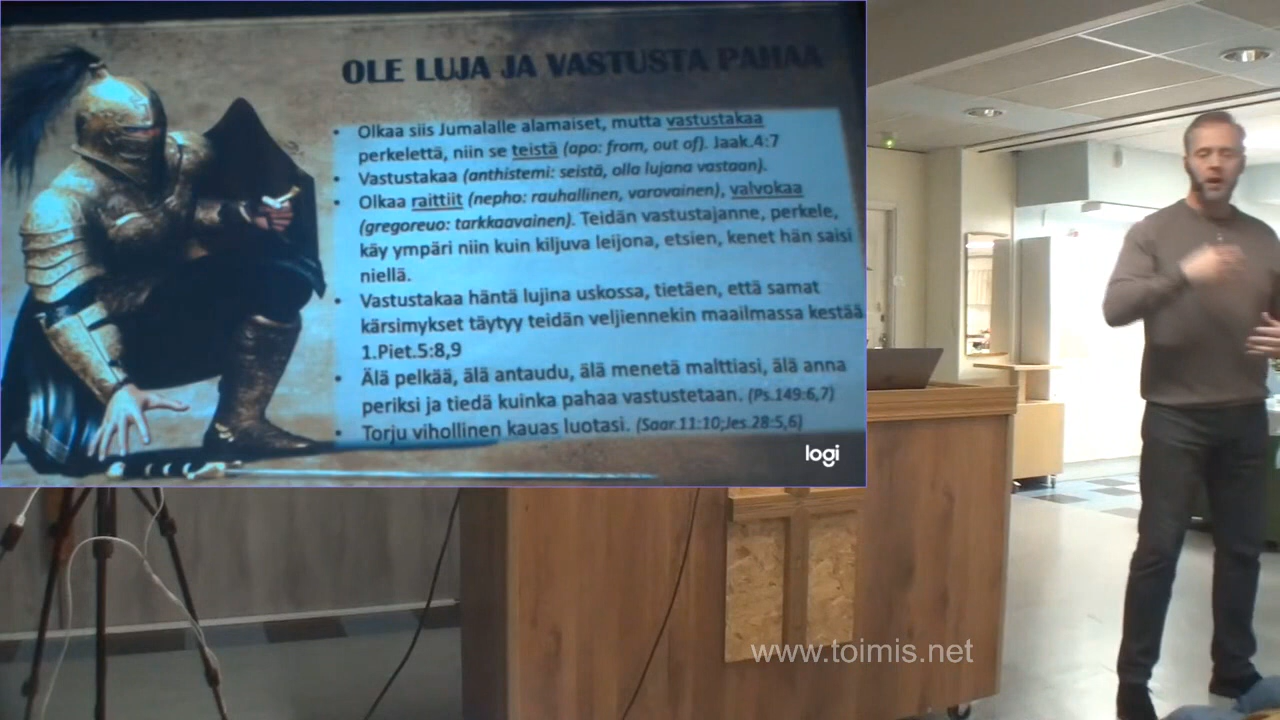 OLE LUJA JA VASTUSTA PAHAA
• Olkaa siis Jumalalle alamaiset, mutta vastustakaa
perkelettä, niin se teistä (apo: from, out of). Jaak.4:7
• Vastustakaa (anthistemi: seistä, olla lujana vastaan).
• Olkaa raittiit (nepho: rauhallinen, varovainen), valvokaa
(gregoreuo: tarkkaavainen). Teidän vastustajanne, perkele,
käy ympäri niin kuin kiljuva leijona, etsien, kenet hän saisi
niellä.
• Vastustakaa häntä lujina uskossa, tietäen, että samat
kärsimykset täytyy teidän veljiennekin maailmassa kestää
1.Piet.5:8,9
• Älä pelkää, älä antaudu, älä menetä malttiasi, älä anna
periksi ja tiedä kuinka pahaa vastustetaan. (Ps.149:6,7)
• Torju vihollinen kauas luotasi. (Saar.11:10;Jes.28:5,6)
logi
www.toimis.net